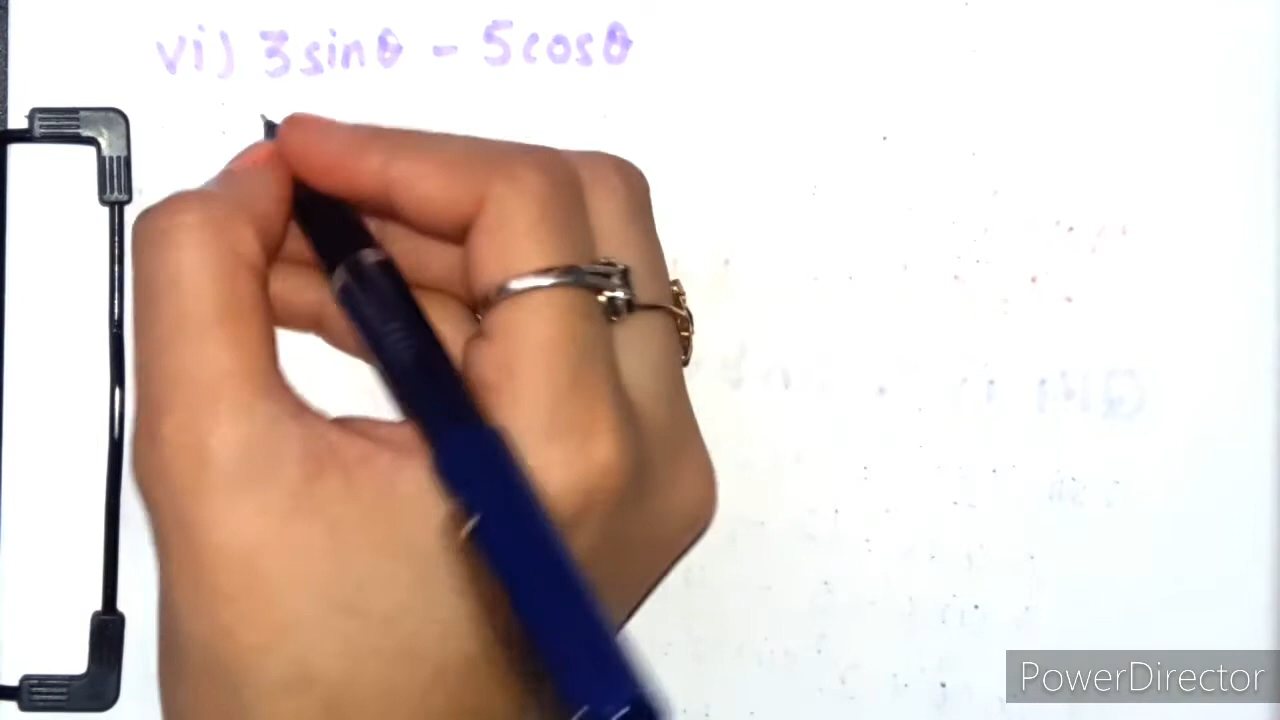 vi) 3sinθ - 5cosθ
PowerDirector